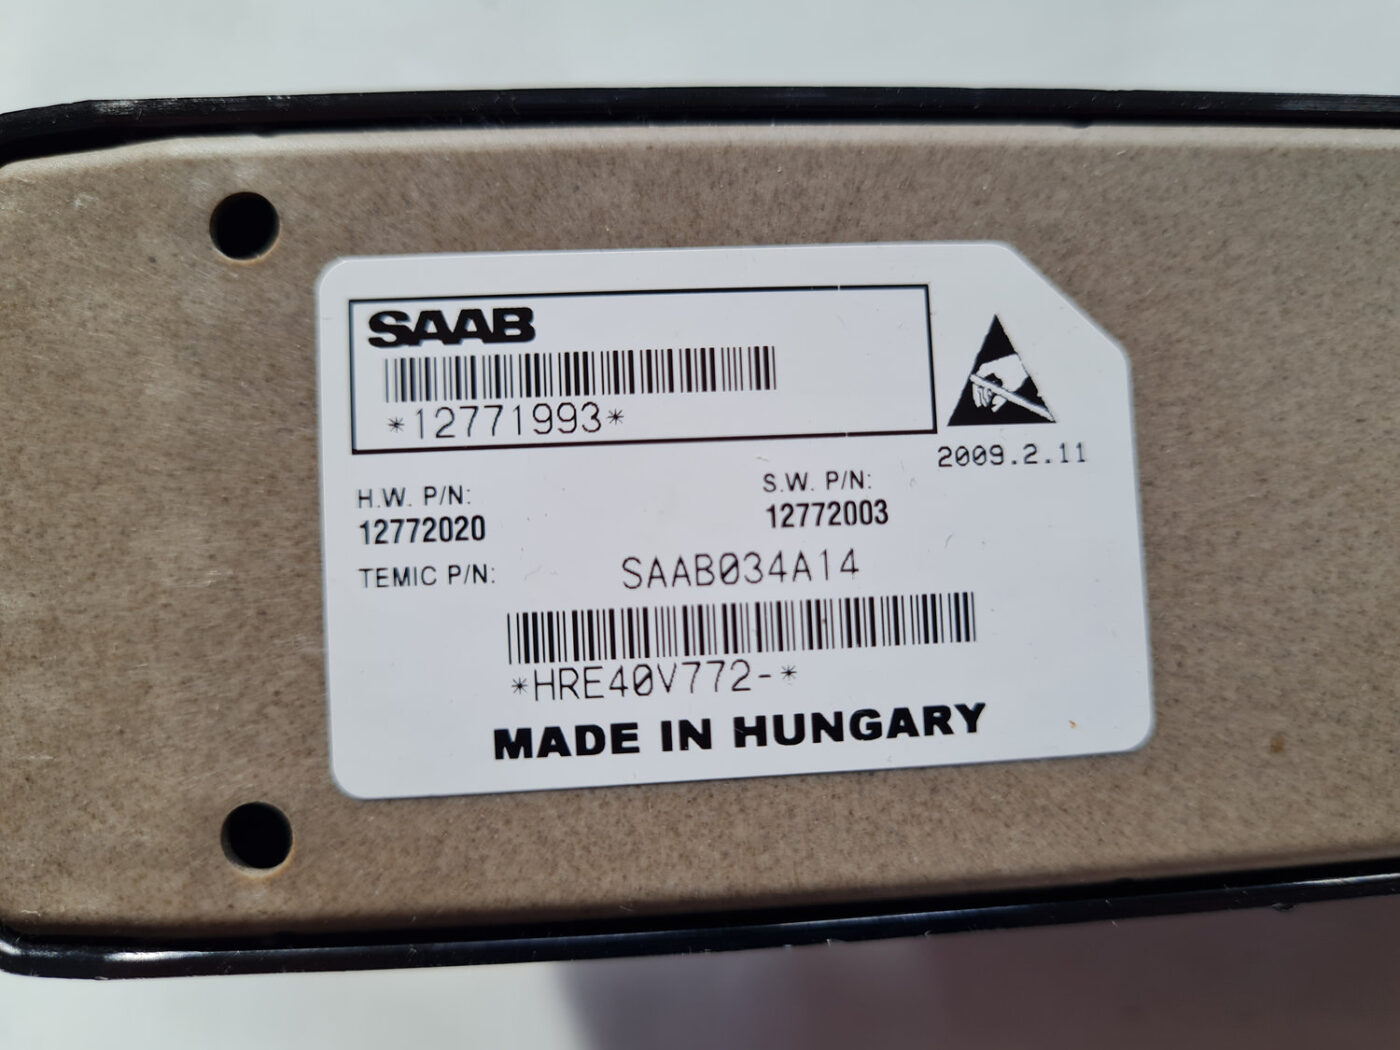 SAAB
*12771993*
2009.2.11
H.W. P/N:
12772020
S.W. P/N:
12772003
TEMIC P/N: SAAB034A14
*HRE40V772-*
MADE IN HUNGARY